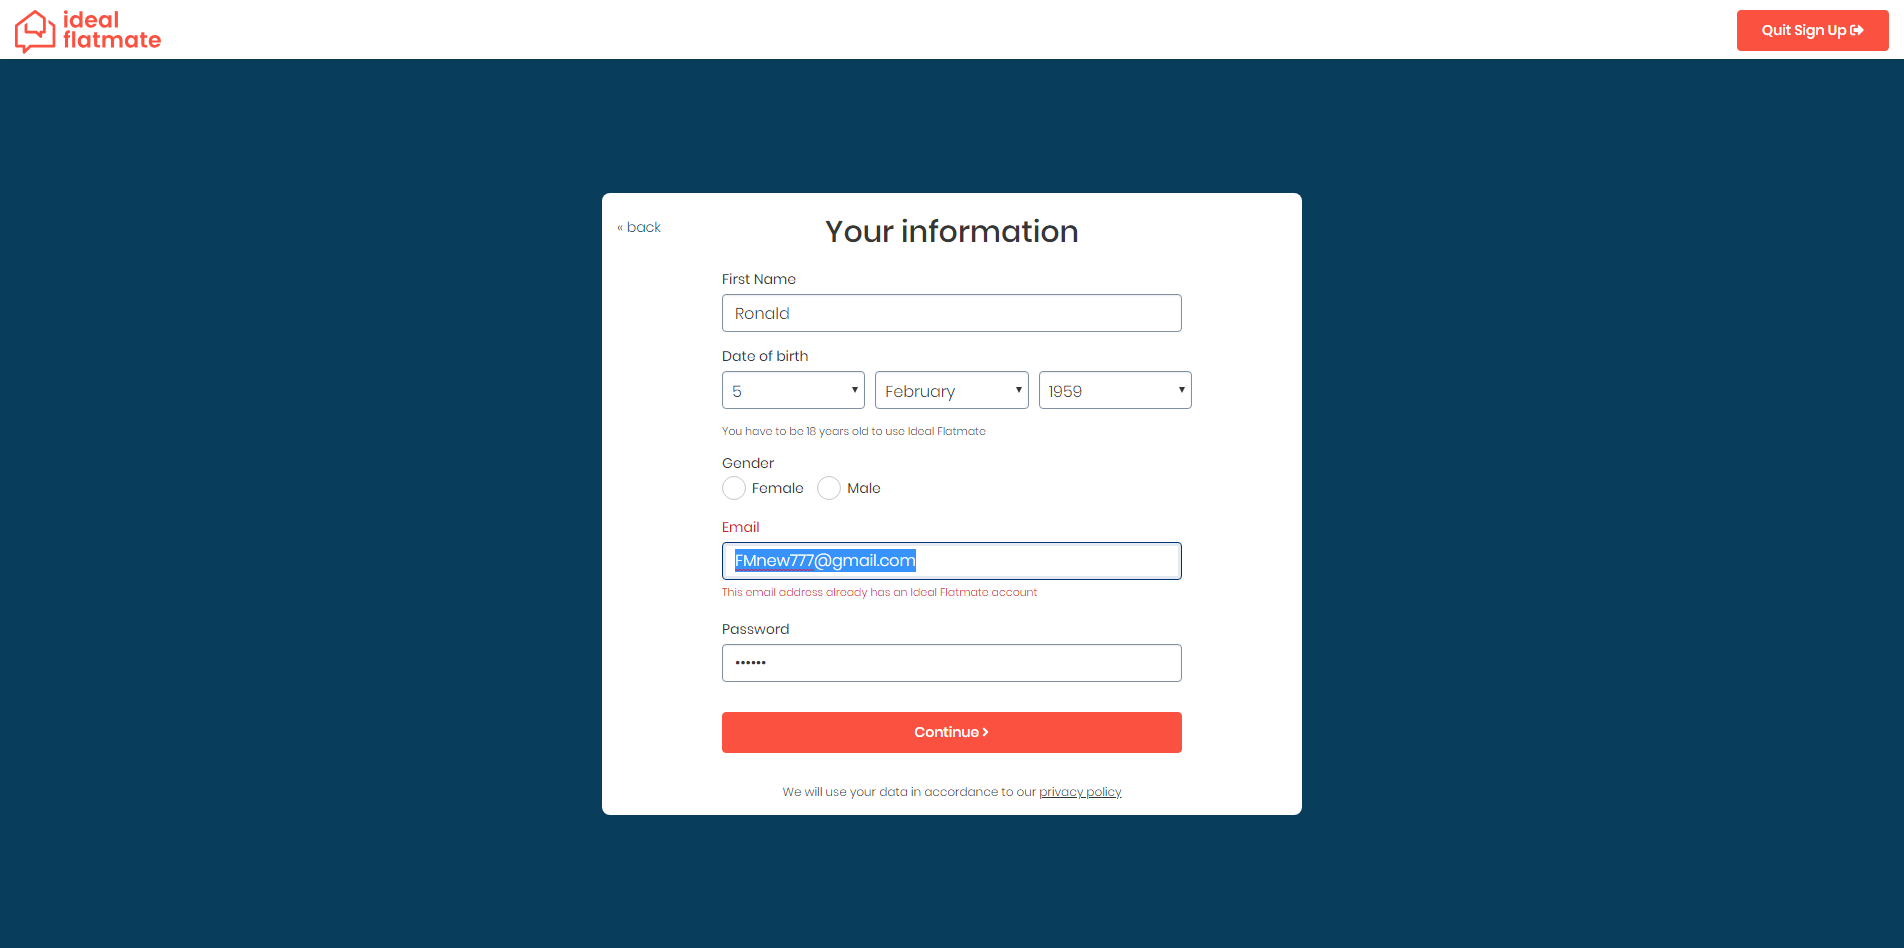 ideal
flatmate
Quit Sign Up
« back
Your information
First Name
Ronald
Date of birth
5 February 1959
You have to be 18 years old to use Ideal Flatmate
Gender
Female Male
Email
FMnew777@gmail.com
This email address already has an Ideal Flatmate account
Password
••••••
Continue
We will use your data in accordance to our privacy policy